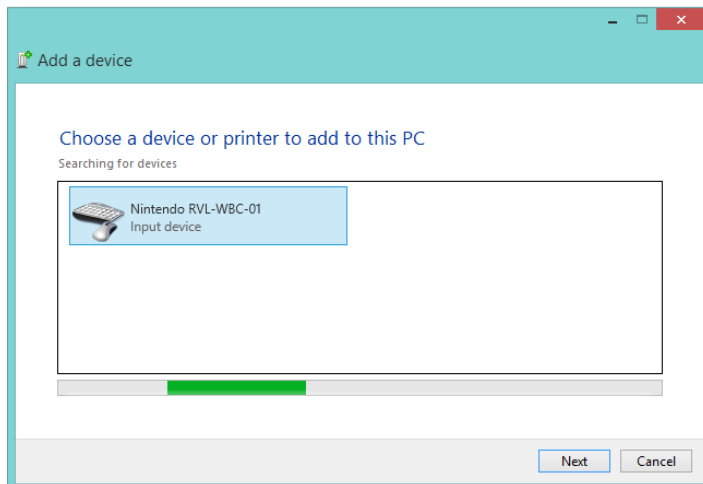 Add a device
Choose a device or printer to add to this PC
Searching for devices
Nintendo RVL-WBC-01
Input device
Next
Cancel